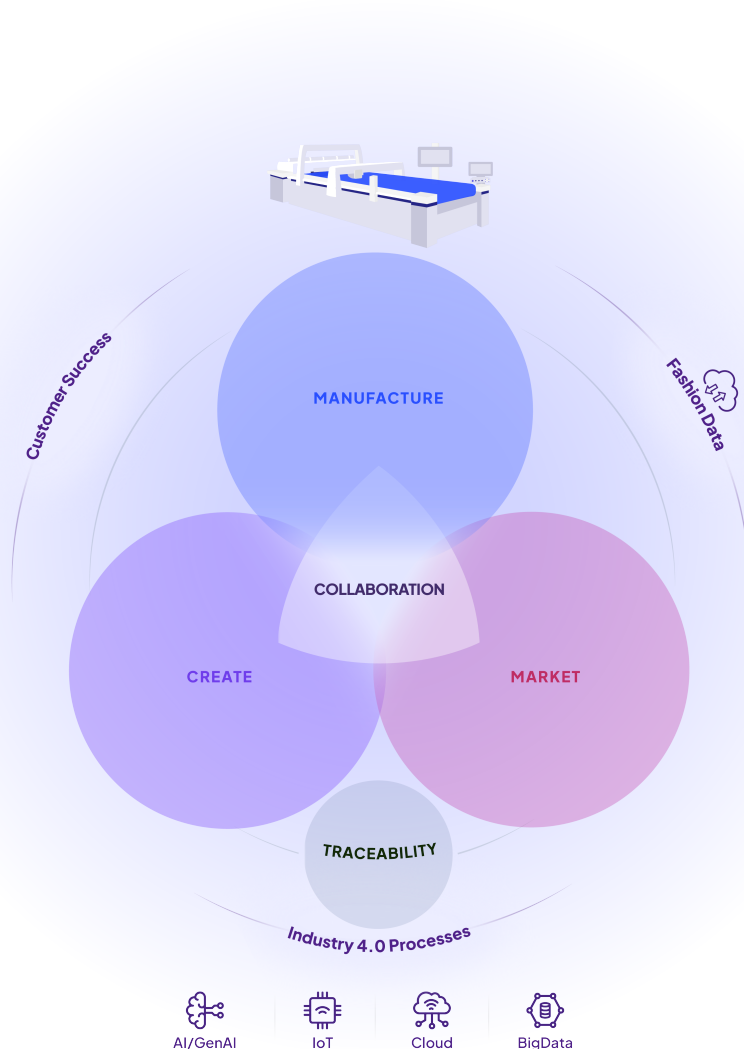 Customer Success
Fashion Data
MANUFACTURE
COLLABORATION
CREATE
MARKET
TRACEABILITY
Industry 4.0 Processes
AI/GenAI
IoT
Cloud
BigData